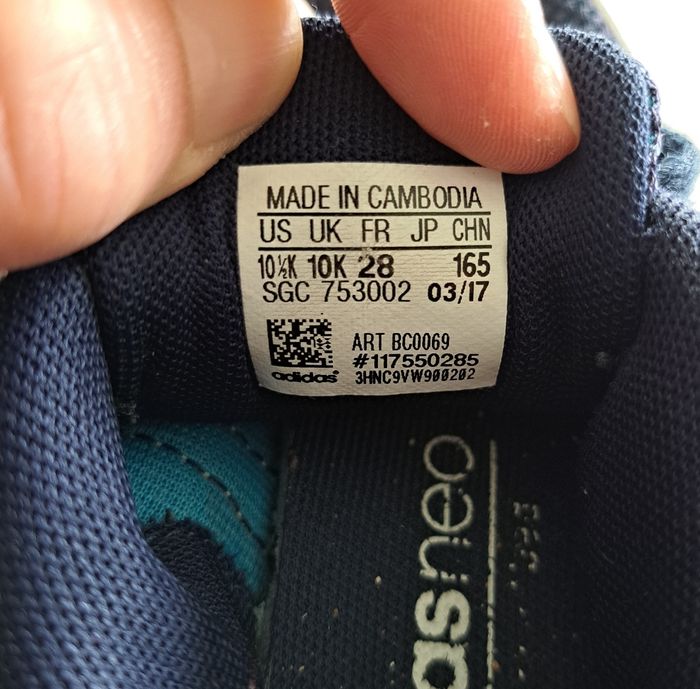 MADE IN CAMBODIA
US UK FR JP CHN
10½K 10K 28 165
SGC 753002 03/17
ART BC0069
#117550285
adidas 3HNC9VW900202
asneo